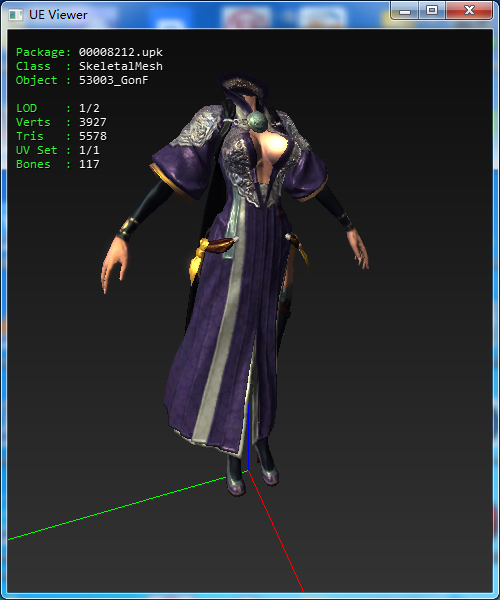 UE Viewer
Package: 00008212.upk
Class : SkeletalMesh
Object : 53003_GonF
LOD : 1/2
Verts : 3927
Tris : 5578
UV Set : 1/1
Bones : 117